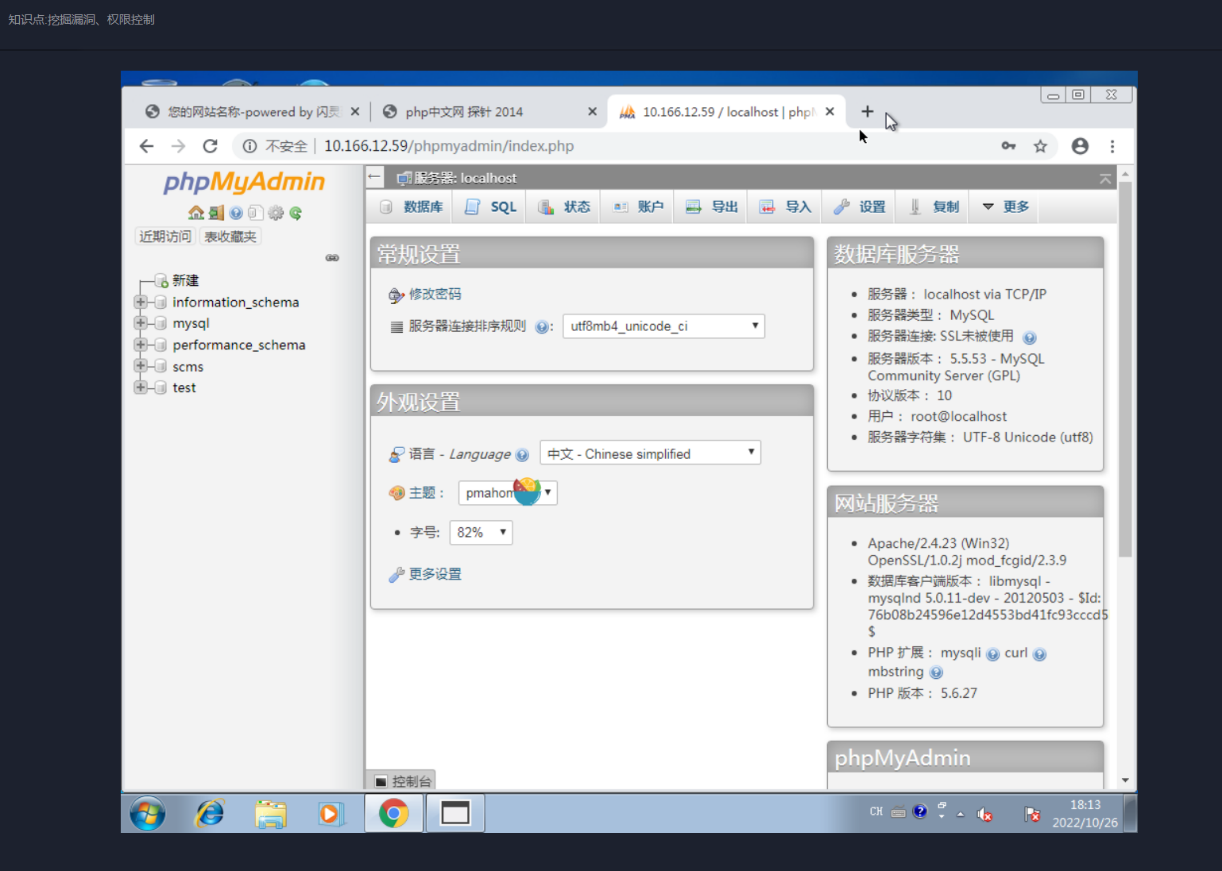 知识点:挖掘漏洞、权限控制
您的网站名称-powered by 闪灵
php中文网 探针 2014
10.166.12.59 / localhost | php
不安全 | 10.166.12.59/phpmyadmin/index.php
phpMyAdmin
近期访问 表收藏夹
新建
information_schema
mysql
performance_schema
scms
test
服务器: localhost
数据库 SQL 状态 账户 导出 导入 设置 复制 更多
常规设置
修改密码
服务器连接排序规则 : utf8mb4_unicode_ci
外观设置
语言 - Language 中文 - Chinese simplified
主题： pmahom
字号: 82%
更多设置
数据库服务器
服务器： localhost via TCP/IP
服务器类型： MySQL
服务器连接: SSL未被使用
服务器版本： 5.5.53 - MySQL
Community Server (GPL)
协议版本： 10
用户： root@localhost
服务器字符集： UTF-8 Unicode (utf8)
网站服务器
Apache/2.4.23 (Win32)
OpenSSL/1.0.2j mod_fcgid/2.3.9
数据库客户端版本： libmysql -
mysqlnd 5.0.11-dev - 20120503 - $Id:
76b08b24596e12d4553bd41fc93cccd5
$
PHP 扩展： mysqli curl
mbstring
PHP 版本： 5.6.27
phpMyAdmin
控制台
CH
18:13
2022/10/26